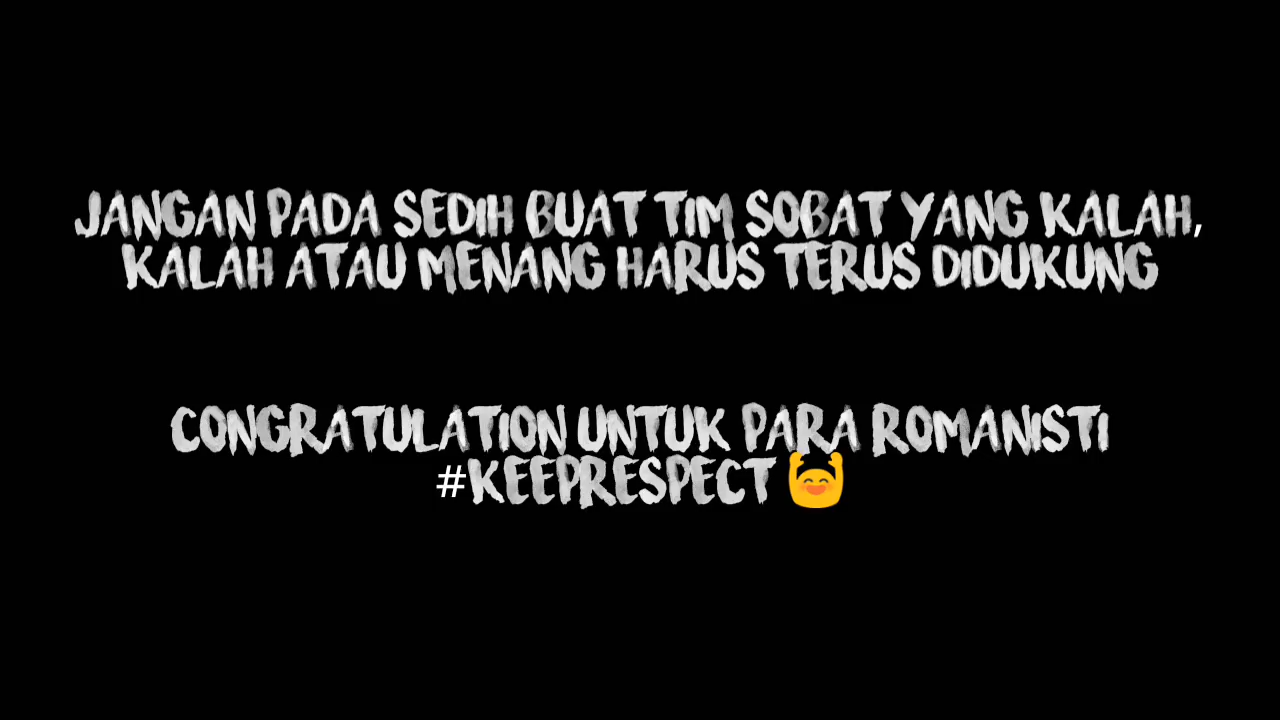 JANGAN PADA SEDIH BUAT TIM SOBAT YANG KALAH,
KALAH ATAU MENANG HARUS TERUS DIDUKUNG
CONGRATULATION UNTUK PARA ROMANISTI
#KEEPRESPECT 🙆